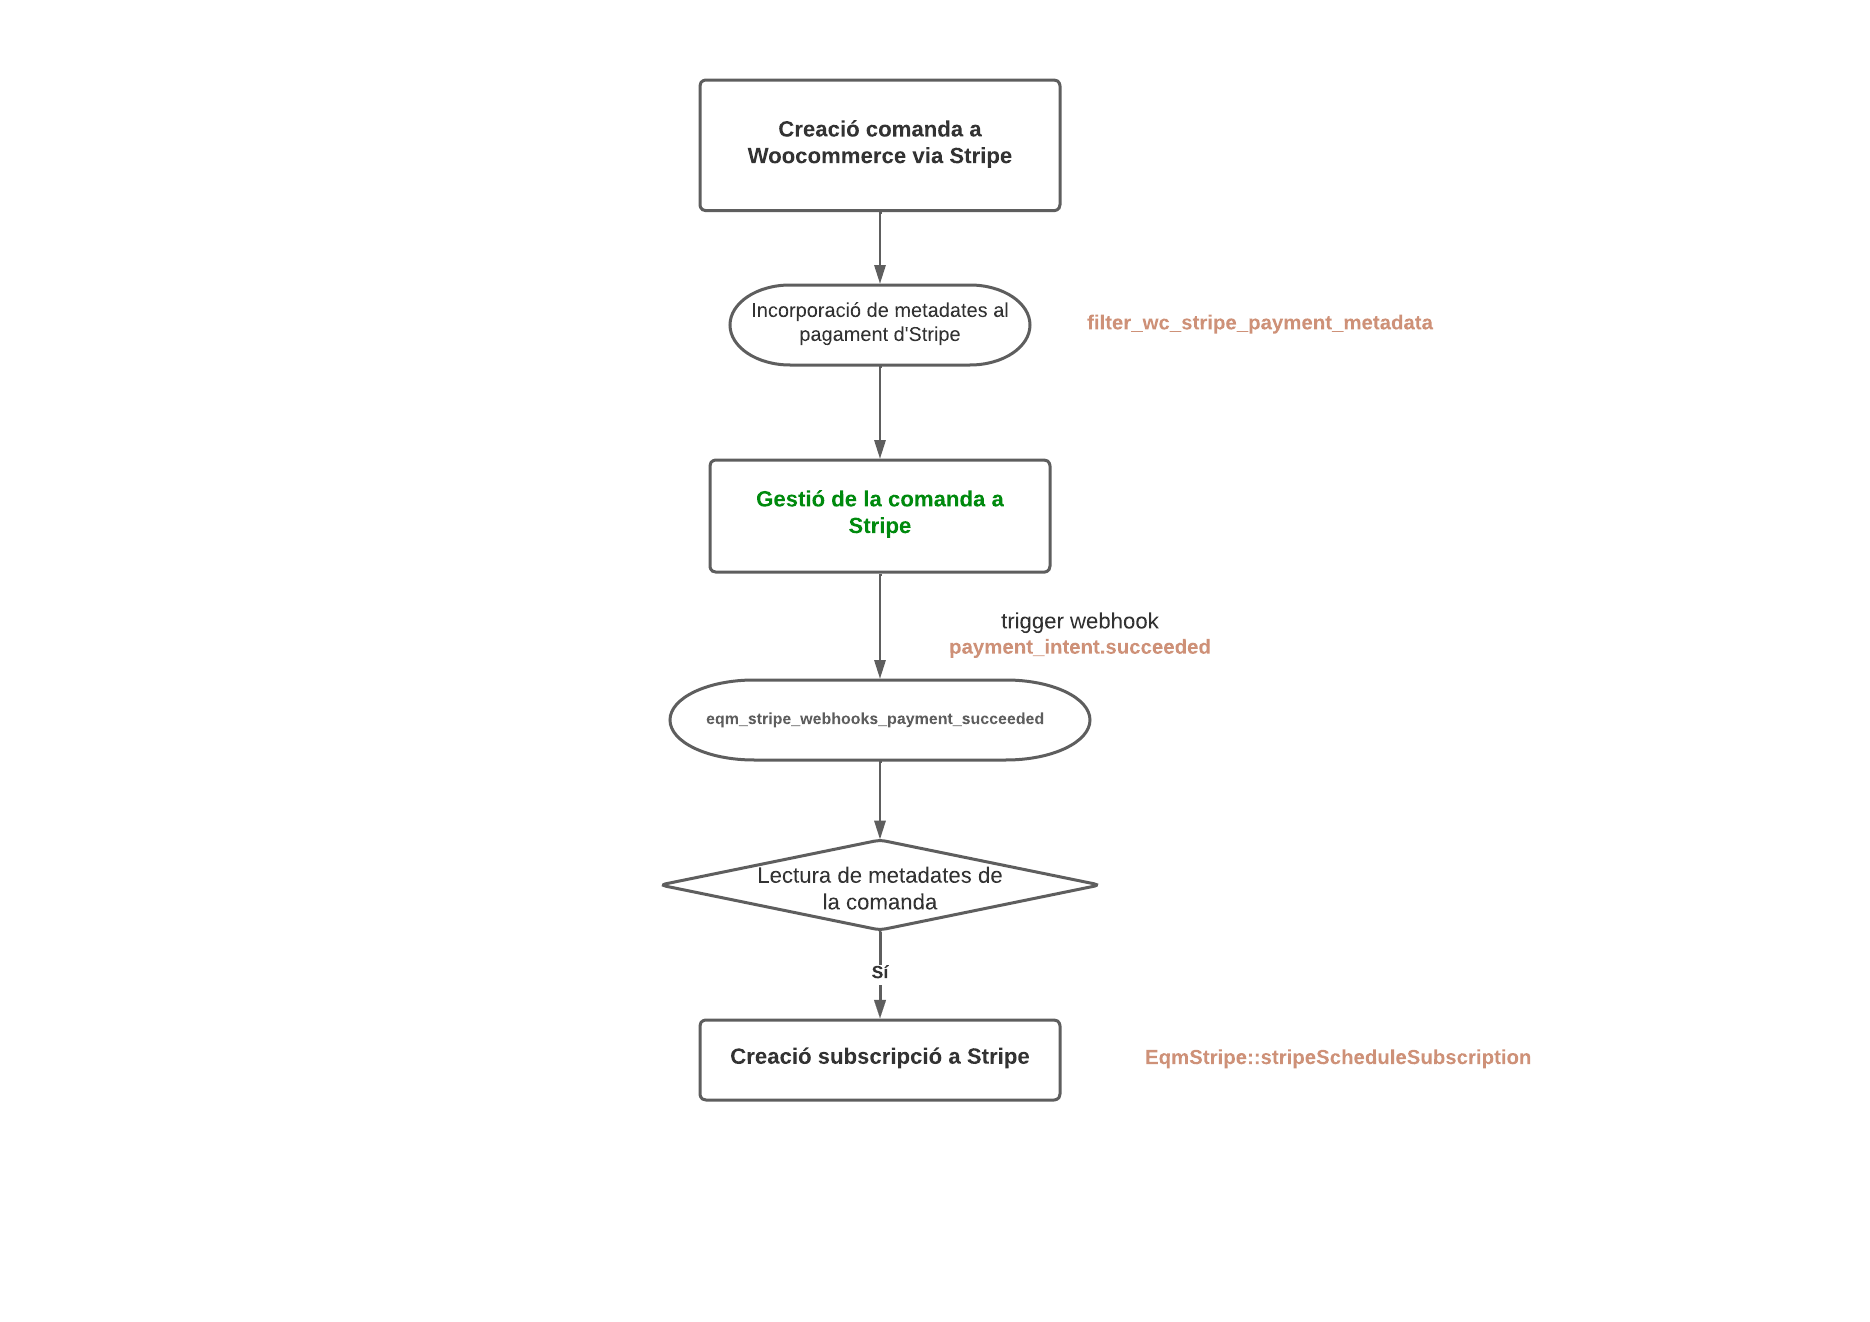 Creació comanda a
Woocommerce via Stripe
Incorporació de metadates al
pagament d'Stripe
filter_wc_stripe_payment_metadata
Gestió de la comanda a
Stripe
trigger webhook
payment_intent.succeeded
eqm_stripe_webhooks_payment_succeeded
Lectura de metadates de
la comanda
Sí
Creació subscripció a Stripe
EqmStripe::stripeScheduleSubscription